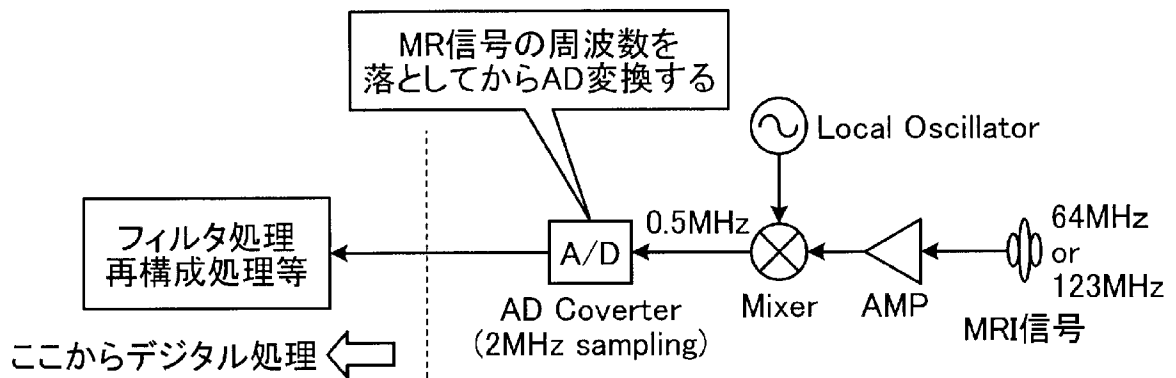 MR信号の周波数を
落としてからAD変換する
Local Oscillator
フィルタ処理
再構成処理等
A/D
0.5MHz
64MHz
or
123MHz
AD Coverter
(2MHz sampling)
Mixer
AMP
MRI信号
ここからデジタル処理